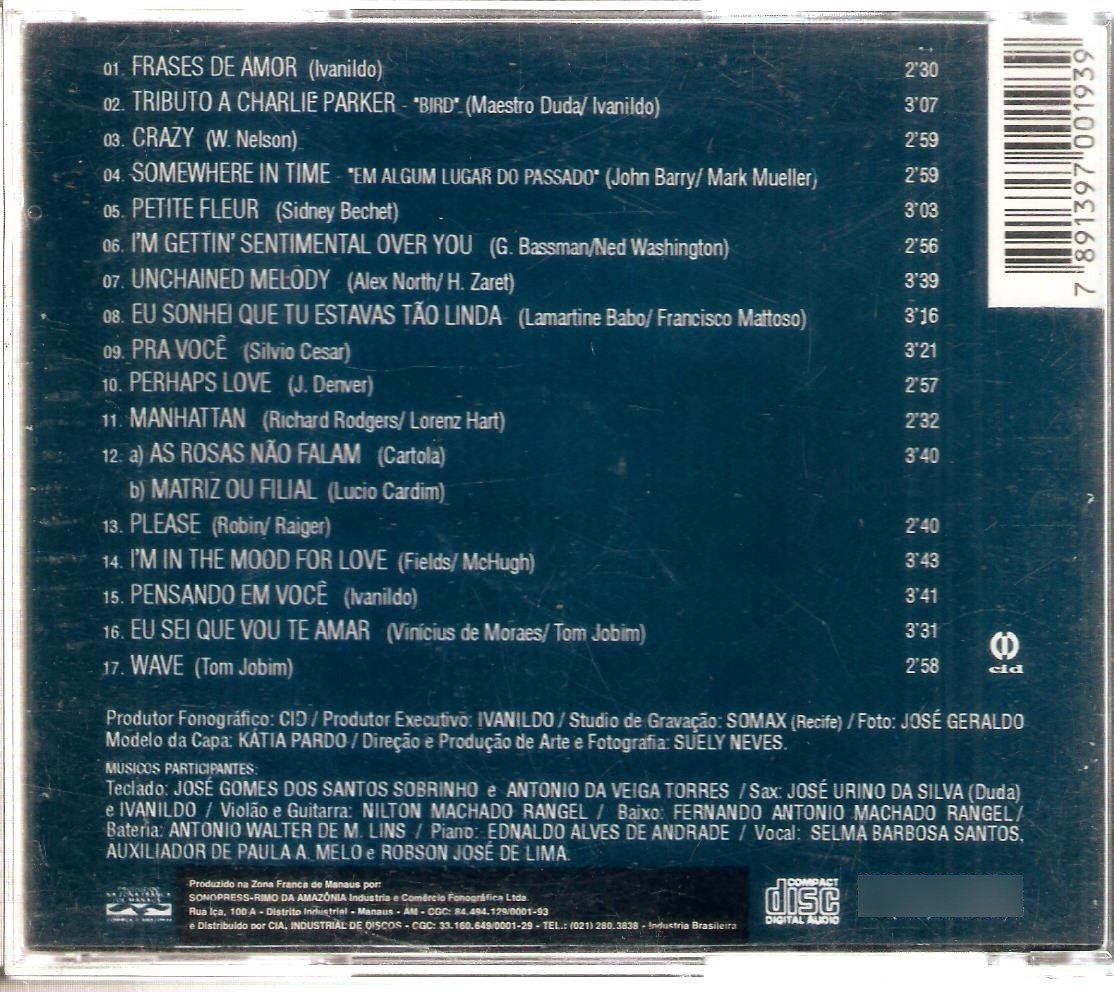 01. FRASES DE AMOR (Ivanildo) 2'30
02. TRIBUTO A CHARLIE PARKER - "BIRD" (Maestro Duda/ Ivanildo) 3'07
03. CRAZY (W. Nelson) 2'59
04. SOMEWHERE IN TIME - "EM ALGUM LUGAR DO PASSADO" (John Barry/ Mark Mueller) 2'59
05. PETITE FLEUR (Sidney Bechet) 3'03
06. I'M GETTIN' SENTIMENTAL OVER YOU (G. Bassman/Ned Washington) 2'56
07. UNCHAINED MELODY (Alex North/ H. Zaret) 3'39
08. EU SONHEI QUE TU ESTAVAS TÃO LINDA (Lamartine Babo/ Francisco Mattoso) 3'16
09. PRA VOCÊ (Silvio Cesar) 3'21
10. PERHAPS LOVE (J. Denver) 2'57
11. MANHATTAN (Richard Rodgers/ Lorenz Hart) 2'32
12. a) AS ROSAS NÃO FALAM (Cartola) 3'40
b) MATRIZ OU FILIAL (Lucio Cardim)
13. PLEASE (Robin/ Raiger) 2'40
14. I'M IN THE MOOD FOR LOVE (Fields/ McHugh) 3'43
15. PENSANDO EM VOCÊ (Ivanildo) 3'41
16. EU SEI QUE VOU TE AMAR (Vinícius de Moraes/ Tom Jobim) 3'31
17. WAVE (Tom Jobim) 2'58
7 891397 001939
cid
Produtor Fonográfico: CID / Produtor Executivo: IVANILDO / Studio de Gravação: SOMAX (Recife) / Foto: JOSÉ GERALDO
Modelo da Capa: KÁTIA PARDO / Direção e Produção de Arte e Fotografia: SUELY NEVES.
MUSICOS PARTICIPANTES:
Teclado: JOSÉ GOMES DOS SANTOS SOBRINHO e ANTONIO DA VEIGA TORRES / Sax: JOSÉ URINO DA SILVA (Duda)
e IVANILDO / Violão e Guitarra: NILTON MACHADO RANGEL / Baixo: FERNANDO ANTONIO MACHADO RANGEL/
Bateria: ANTONIO WALTER DE M. LINS / Piano: EDNALDO ALVES DE ANDRADE / Vocal: SELMA BARBOSA SANTOS,
AUXILIADOR DE PAULA A. MELO e ROBSON JOSÉ DE LIMA.
Produzido na Zona Franca de Manaus por:
SONOPRESS-RIMO DA AMAZÔNIA Industria e Comércio Fonográfica Ltda.
Rua Iça, 100 A - Distrito Industrial - Manaus - AM - CGC: 84.494.129/0001-93
e Distribuído por CIA. INDUSTRIAL DE DISCOS - CGC: 33.160.649/0001-29 - TEL.: (021) 280.3838 - Industria Brasileira
COMPACT
disc
DIGITAL AUDIO